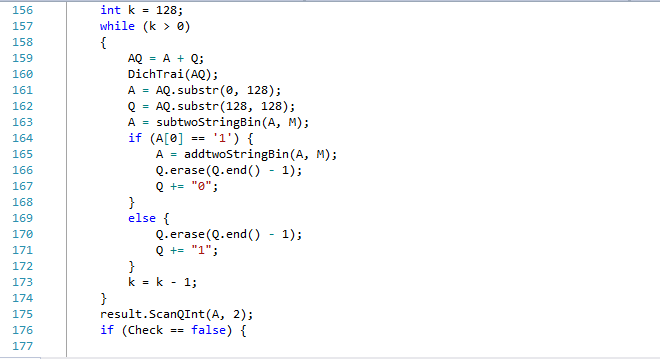 156 int k = 128;
157 while (k > 0)
158 {
159 AQ = A + Q;
160 DichTrai(AQ);
161 A = AQ.substr(0, 128);
162 Q = AQ.substr(128, 128);
163 A = subtwoStringBin(A, M);
164 if (A[0] == '1') {
165 A = addtwoStringBin(A, M);
166 Q.erase(Q.end() - 1);
167 Q += "0";
168 }
169 else {
170 Q.erase(Q.end() - 1);
171 Q += "1";
172 }
173 k = k - 1;
174 }
175 result.ScanQInt(A, 2);
176 if (Check == false) {
177